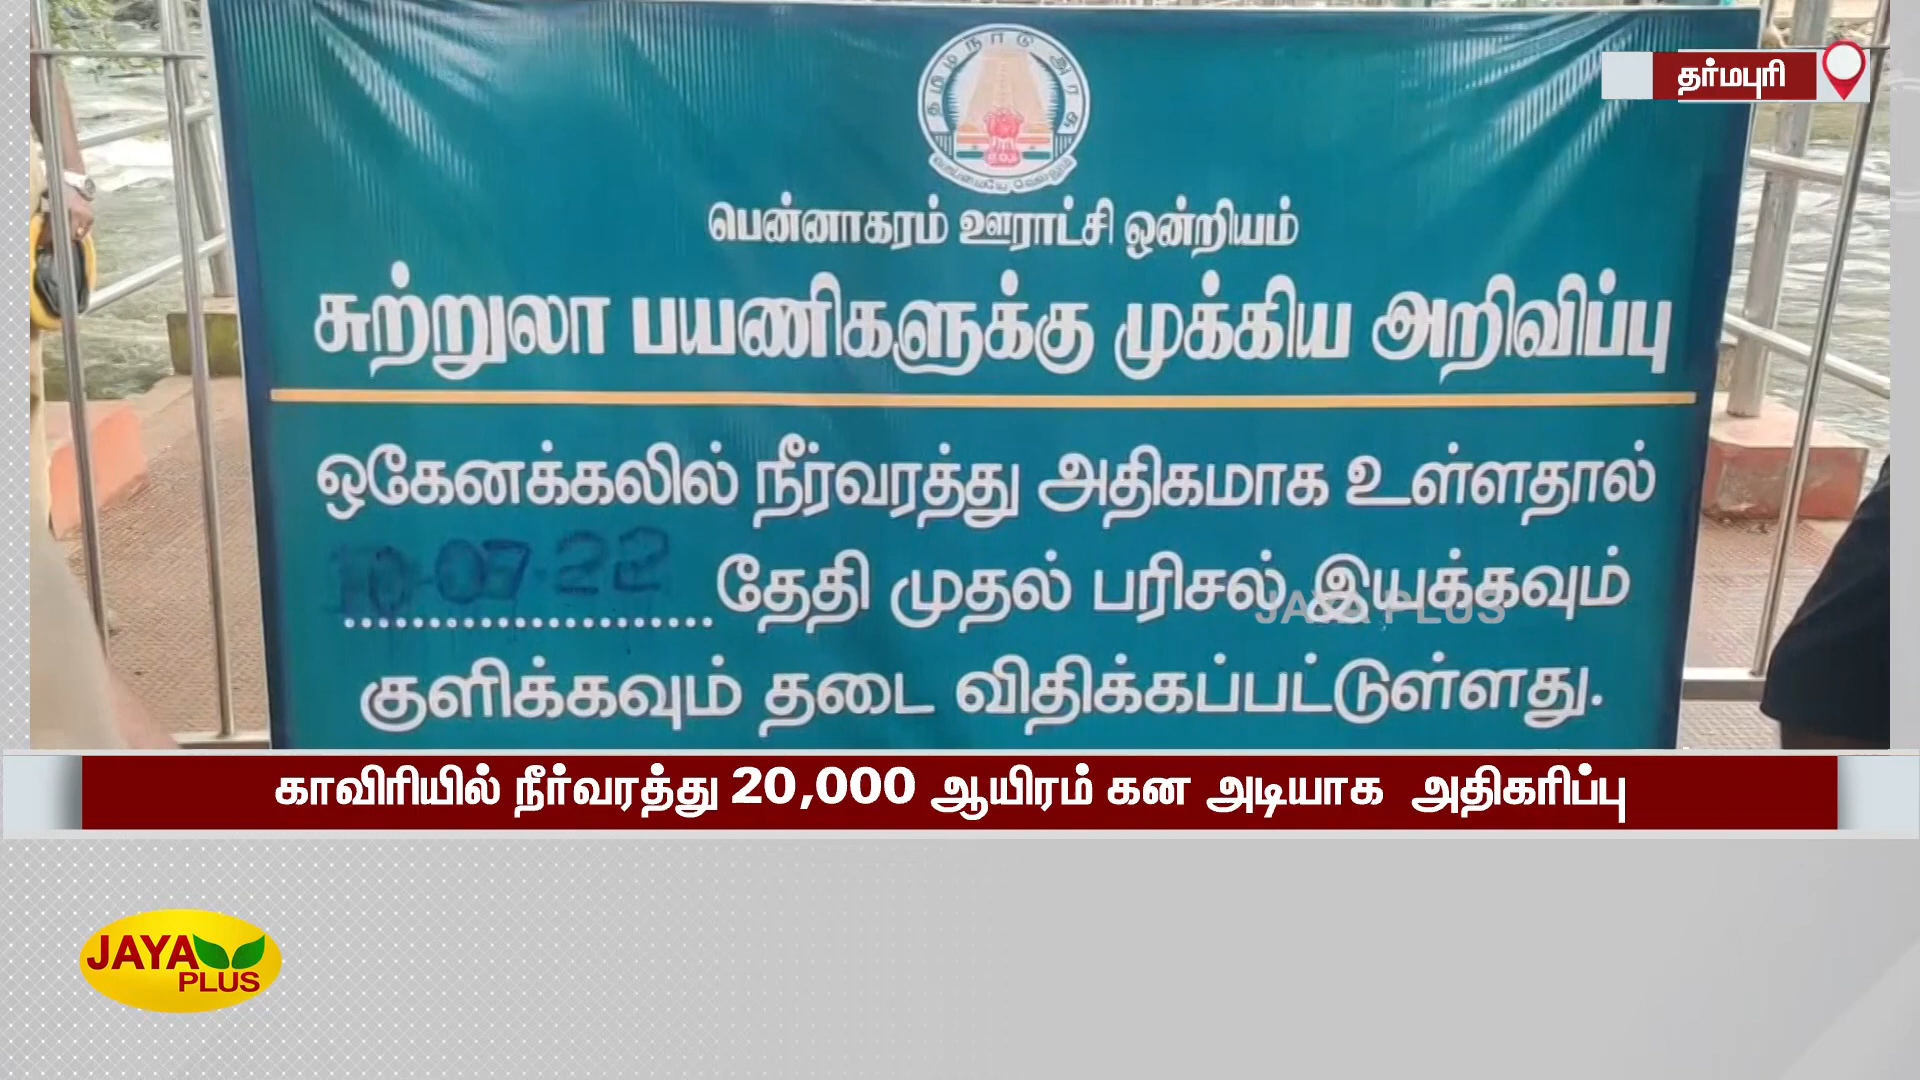 தமிழ்நாடு அரசு
வாய்மையே வெல்லும்
தர்மபுரி
பென்னாகரம் ஊராட்சி ஒன்றியம்
சுற்றுலா பயணிகளுக்கு முக்கிய அறிவிப்பு
ஒகேனக்கலில் நீர்வரத்து அதிகமாக உள்ளதால்
10-07-22 தேதி முதல் பரிசல் இயக்கவும்
JAYA PLUS
குளிக்கவும் தடை விதிக்கப்பட்டுள்ளது.
காவிரியில் நீர்வரத்து 20,000 ஆயிரம் கன அடியாக அதிகரிப்பு
JAYA
PLUS